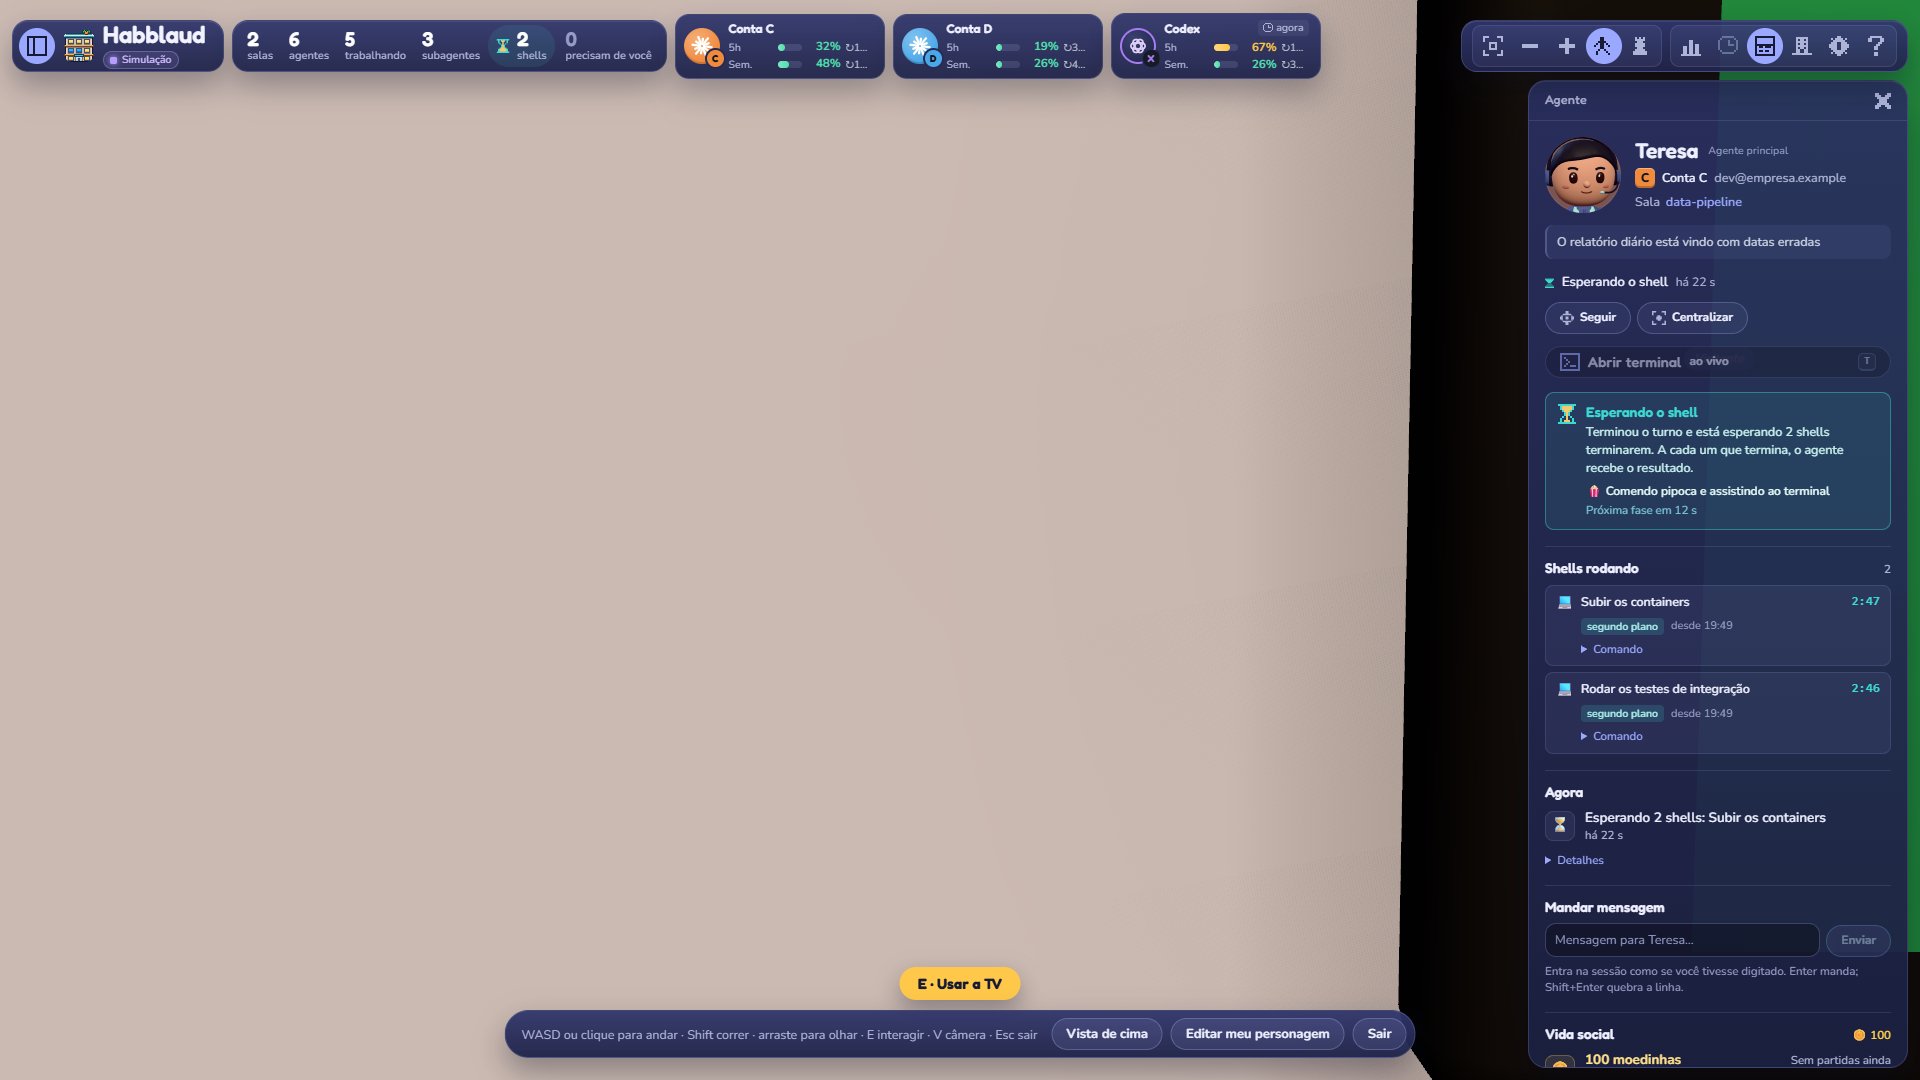 Habblaud
Simulação
2 salas
6 agentes
5 trabalhando
3 subagentes
2 shells
0 precisam de você
Conta C
5h 32% ↻1...
Sem. 48% ↻1...
C
Conta D
5h 19% ↻3...
Sem. 26% ↻4...
D
Codex agora
5h 67% ↻1...
Sem. 26% ↻3...
X
?
Agente
Teresa Agente principal
C Conta C dev@empresa.example
Sala data-pipeline
O relatório diário está vindo com datas erradas
Esperando o shell há 22 s
Seguir Centralizar
Abrir terminal ao vivo T
Esperando o shell
Terminou o turno e está esperando 2 shells
terminarem. A cada um que termina, o agente
recebe o resultado.
Comendo pipoca e assistindo ao terminal
Próxima fase em 12 s
Shells rodando 2
Subir os containers 2:47
segundo plano desde 19:49
Comando
Rodar os testes de integração 2:46
segundo plano desde 19:49
Comando
Agora
Esperando 2 shells: Subir os containers
há 22 s
Detalhes
Mandar mensagem
Mensagem para Teresa... Enviar
Entra na sessão como se você tivesse digitado. Enter manda;
Shift+Enter quebra a linha.
Vida social 100
100 moedinhas Sem partidas ainda
E · Usar a TV
WASD ou clique para andar · Shift correr · arraste para olhar · E interagir · V câmera · Esc sair Vista de cima Editar meu personagem Sair